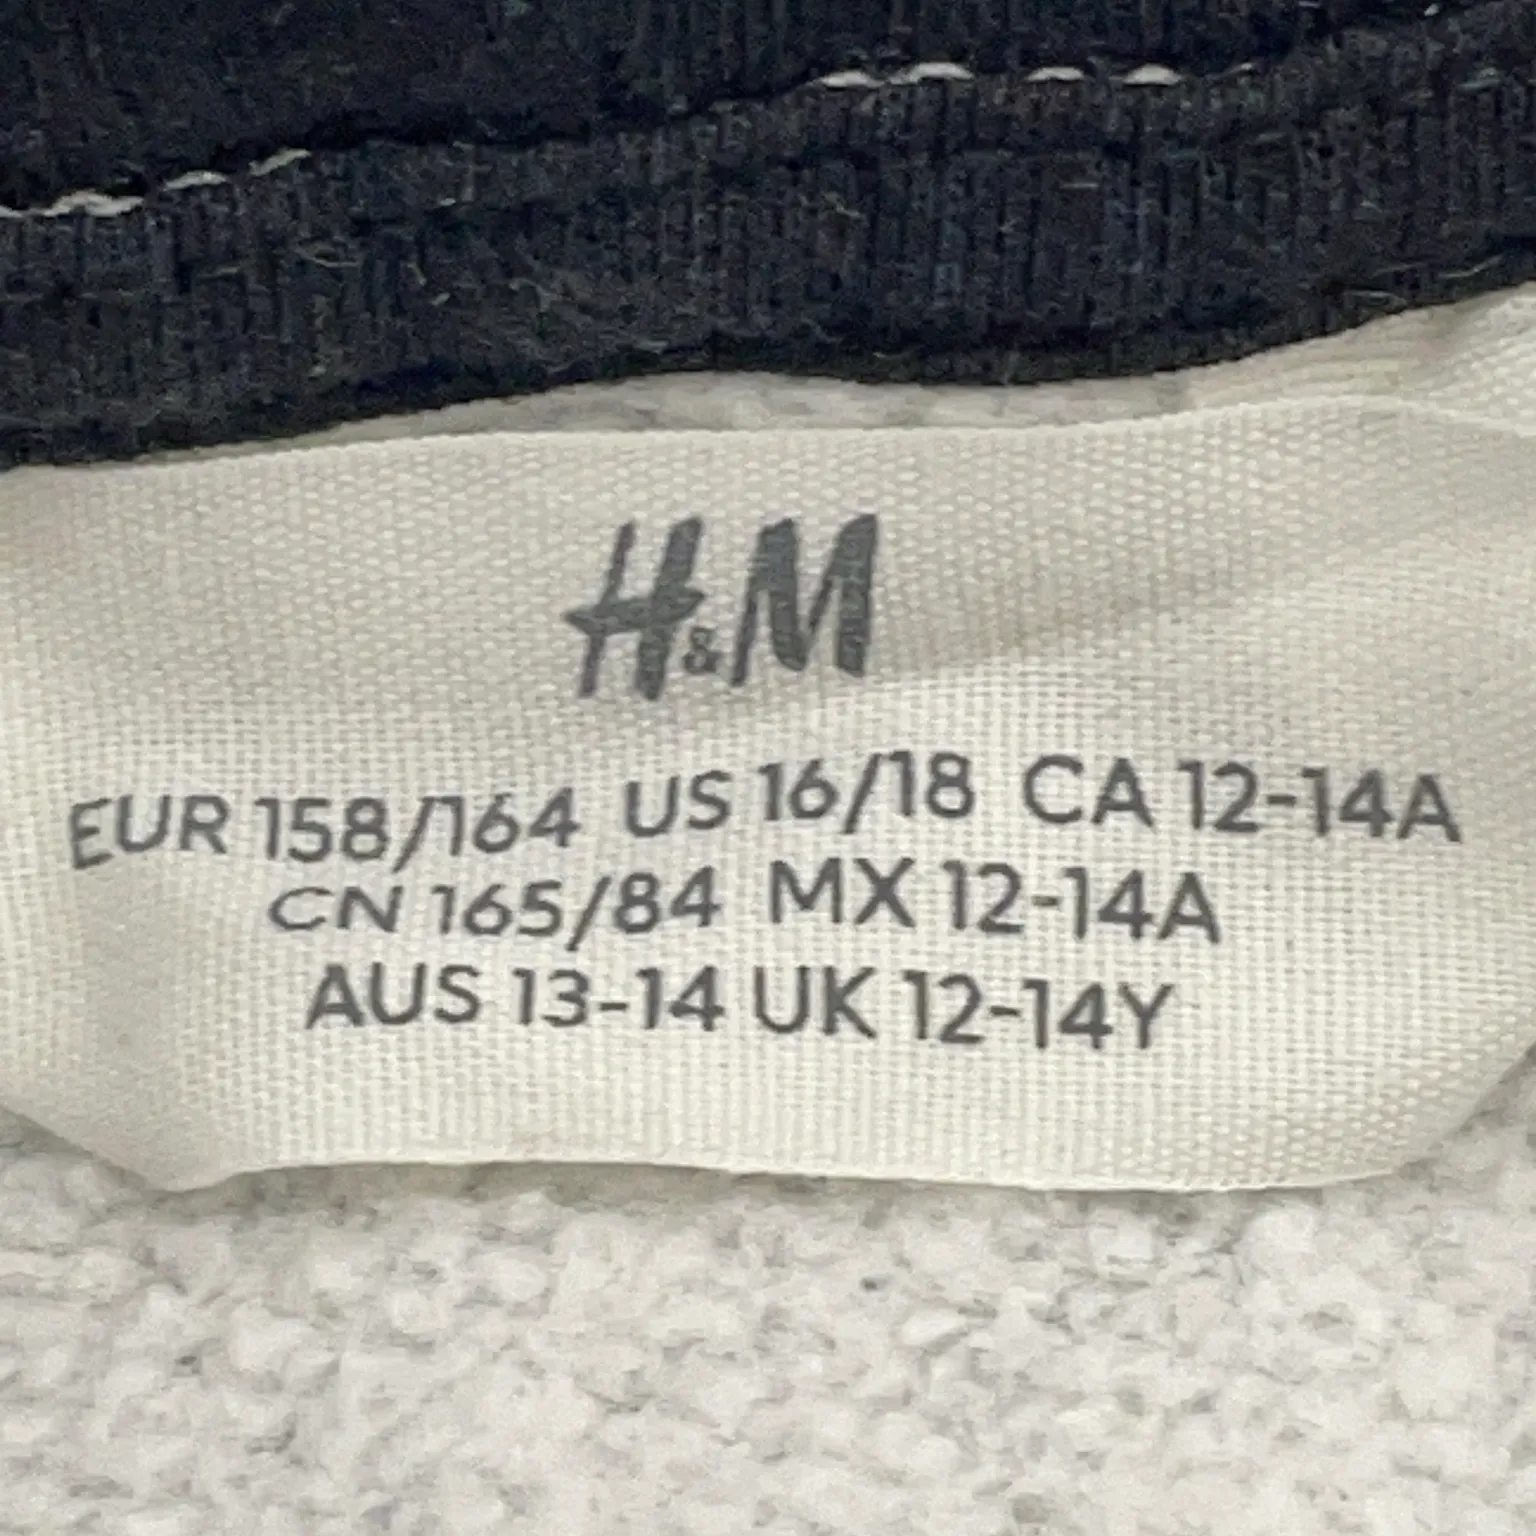 H&M
EUR 158/164 US 16/18 CA 12-14A
CN 165/84 MX 12-14A
AUS 13-14 UK 12-14Y